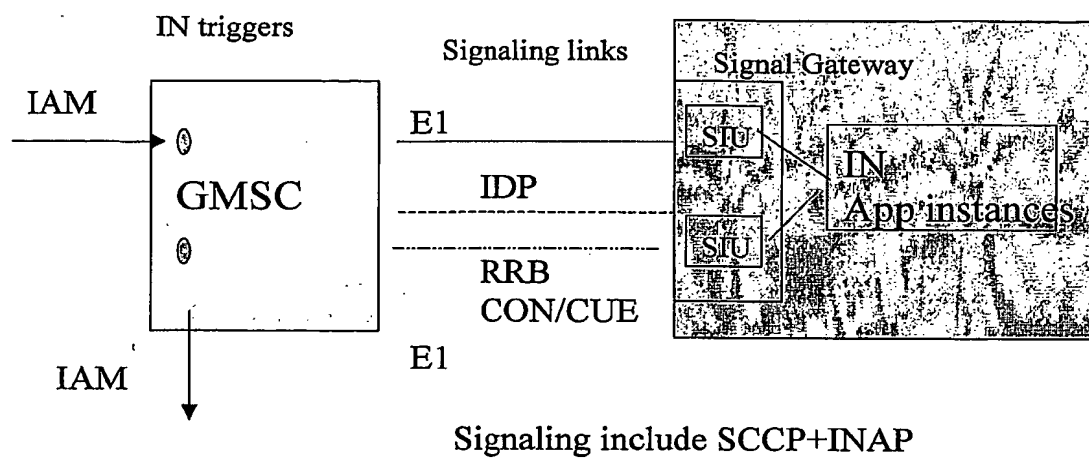 IN triggers
Signaling links
Signal Gateway
IAM
E1
SIU
IN
App instances
GMSC
IDP
SIU
RRB
CON/CUE
E1
IAM
Signaling include SCCP+INAP